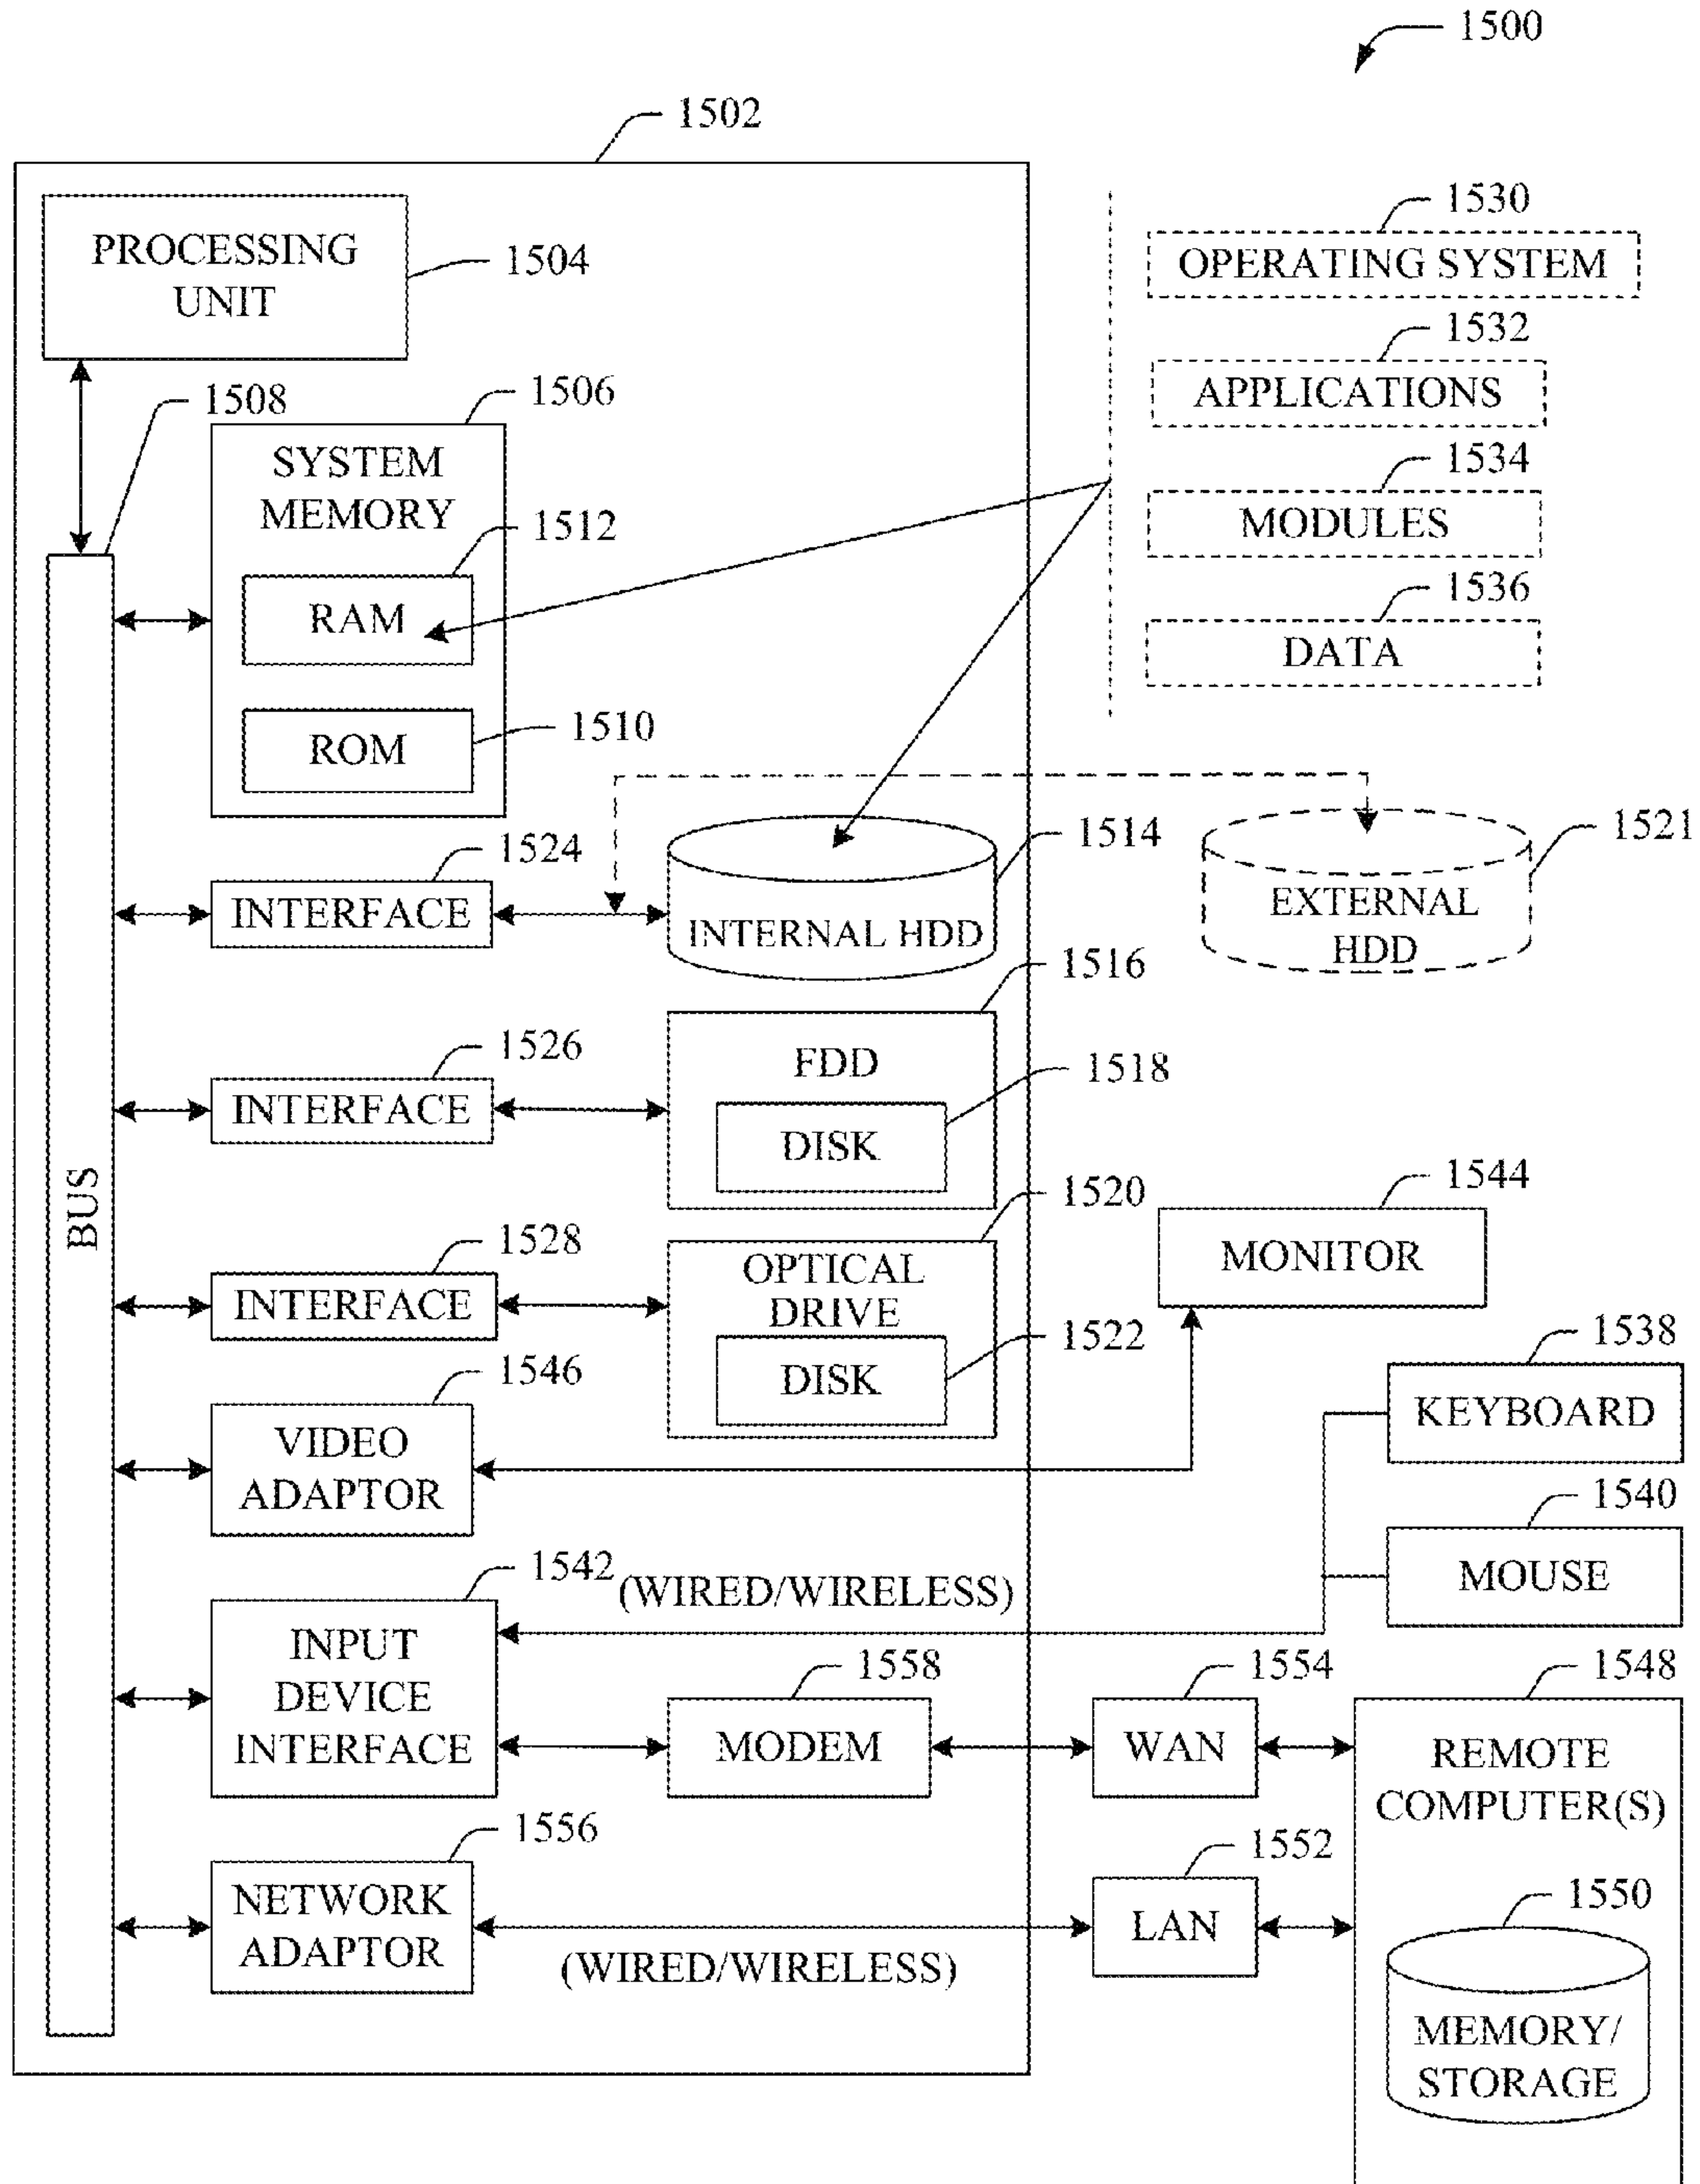 1500
1502
PROCESSING
UNIT
1504
1530
OPERATING SYSTEM
1532
APPLICATIONS
1534
MODULES
1536
DATA
1508
1506
SYSTEM
MEMORY
1512
RAM
1510
ROM
1524
INTERFACE
1514
INTERNAL HDD
1521
EXTERNAL
HDD
1526
INTERFACE
1516
FDD
1518
DISK
BUS
1528
INTERFACE
1520
OPTICAL
DRIVE
1522
DISK
1544
MONITOR
1546
VIDEO
ADAPTOR
1538
KEYBOARD
1540
MOUSE
1542
(WIRED/WIRELESS)
INPUT
DEVICE
INTERFACE
1558
MODEM
1554
WAN
1548
REMOTE
COMPUTER(S)
1556
NETWORK
ADAPTOR
(WIRED/WIRELESS)
1552
LAN
1550
MEMORY/
STORAGE